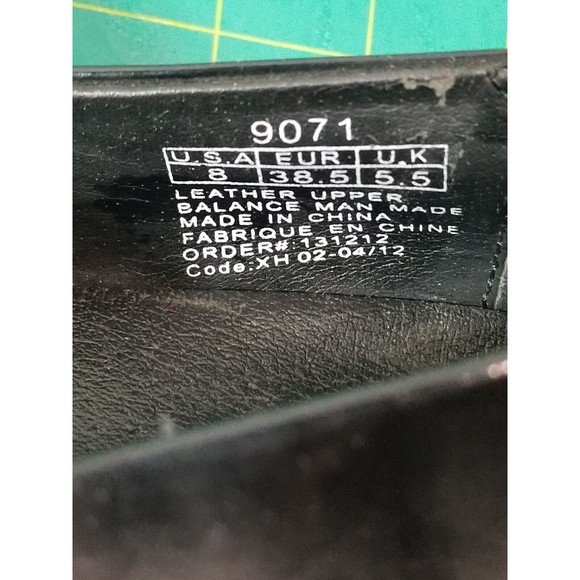 9071
U.S.A EUR U.K
8 38.5 5.5
LEATHER UPPER
BALANCE MAN MADE
MADE IN CHINA
FABRIQUE EN CHINE
ORDER#:131212
Code:XH 02-04/12